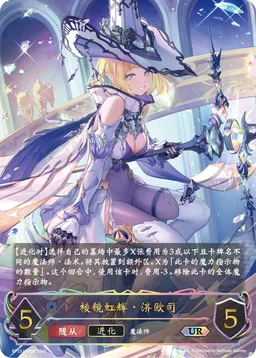 【进化时】选择自己的墓场中最多X张费用为3或以下且卡牌名不
同的魔法师·法术,将其放置到额外区。X为「此卡的魔力指示物
的数量」。这个回合中,使用该卡时,费用-3。移除此卡的全体魔
力指示物。
棱镜虹辉·济欧司
5
5
随从 进化 魔法师 UR